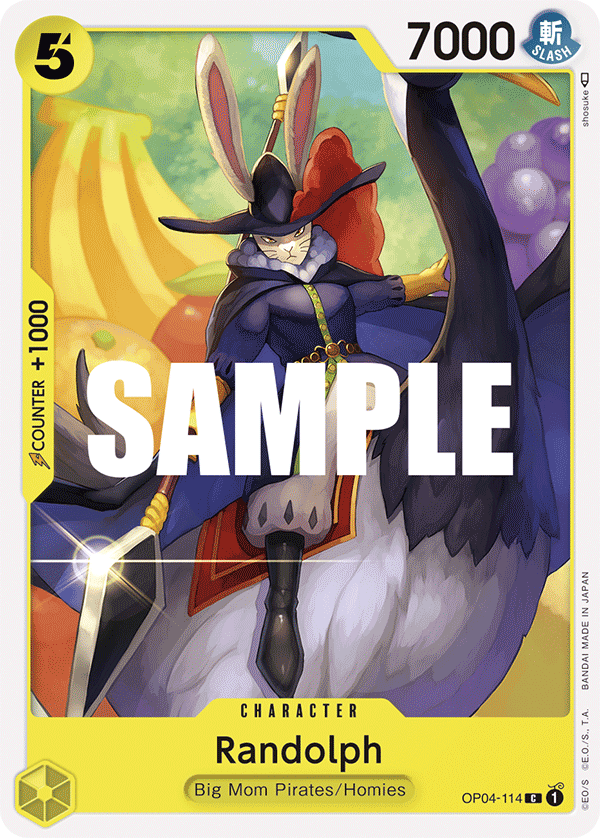 5
7000
斬
SLASH
shosuke
COUNTER +1000
SAMPLE
BANDAI MADE IN JAPAN
©EO/S ©E.O./S., T.A.
CHARACTER
Randolph
Big Mom Pirates/Homies
OP04-114 C 1